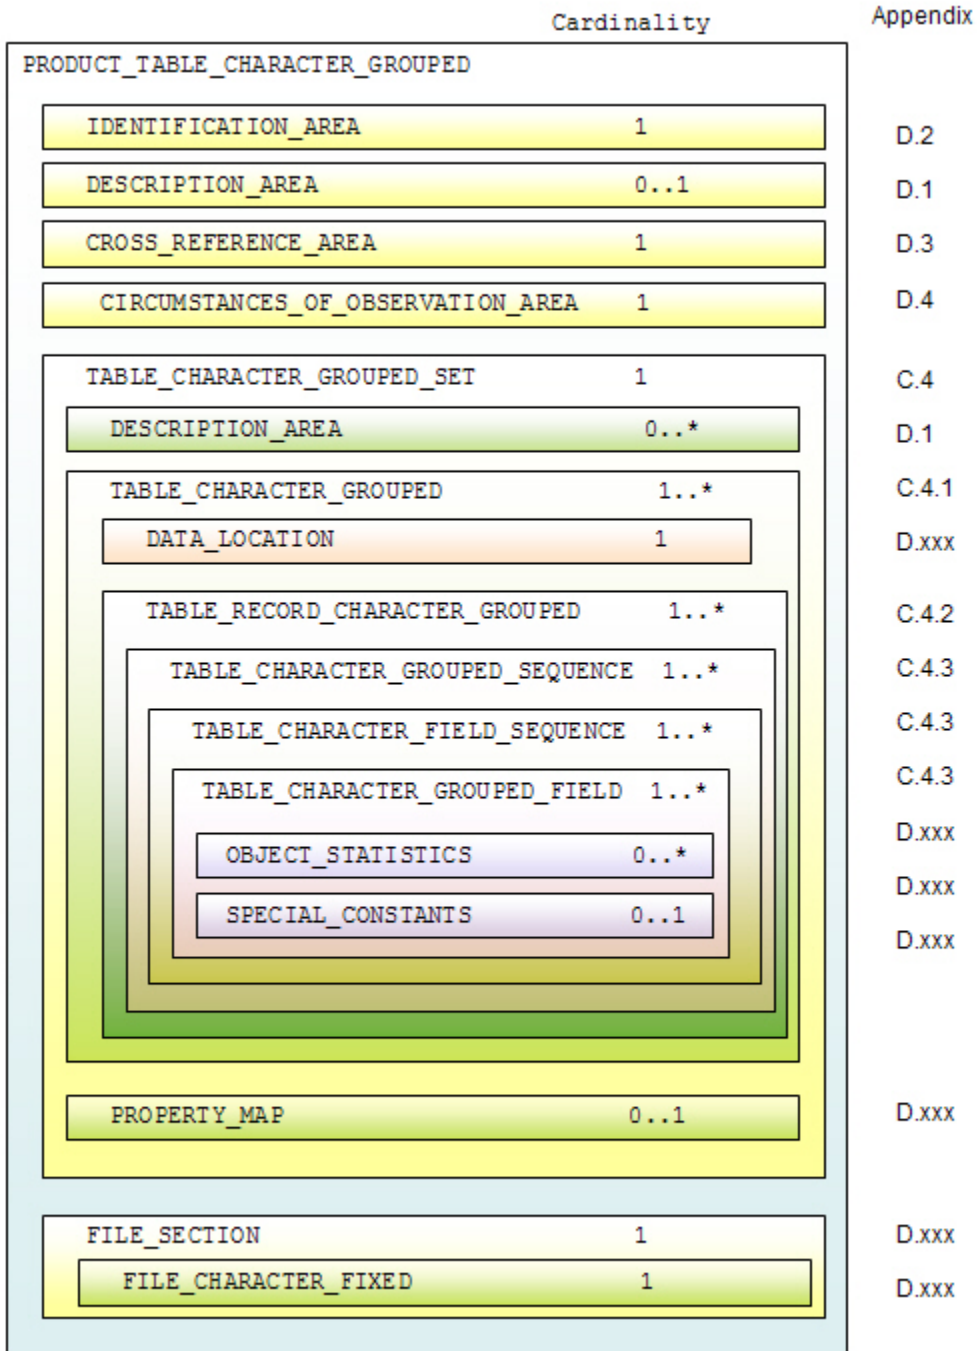 Cardinality Appendix
PRODUCT_TABLE_CHARACTER_GROUPED
IDENTIFICATION_AREA 1 D.2
DESCRIPTION_AREA 0..1 D.1
CROSS_REFERENCE_AREA 1 D.3
CIRCUMSTANCES_OF_OBSERVATION_AREA 1 D.4
TABLE_CHARACTER_GROUPED_SET 1 C.4
DESCRIPTION_AREA 0..* D.1
TABLE_CHARACTER_GROUPED 1..* C.4.1
DATA_LOCATION 1 D.xxx
TABLE_RECORD_CHARACTER_GROUPED 1..* C.4.2
TABLE_CHARACTER_GROUPED_SEQUENCE 1..* C.4.3
TABLE_CHARACTER_FIELD_SEQUENCE 1..* C.4.3
TABLE_CHARACTER_GROUPED_FIELD 1..* C.4.3
D.xxx
OBJECT_STATISTICS 0..*
D.xxx
SPECIAL_CONSTANTS 0..1
D.xxx
PROPERTY_MAP 0..1 D.xxx
FILE_SECTION 1 D.xxx
FILE_CHARACTER_FIXED 1 D.xxx